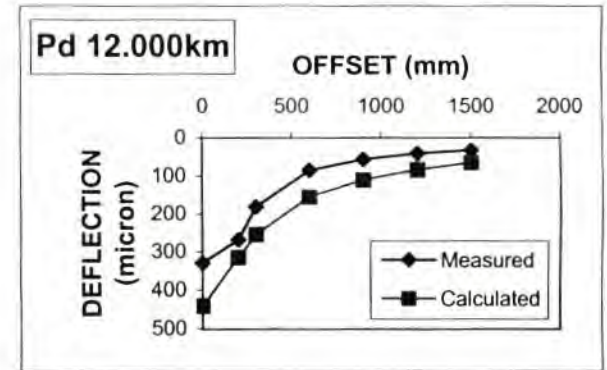 Pd 12.000km
OFFSET (mm)
0 500 1000 1500 2000
0
100
200
300
400
500
DEFLECTION
(micron)
Measured
Calculated